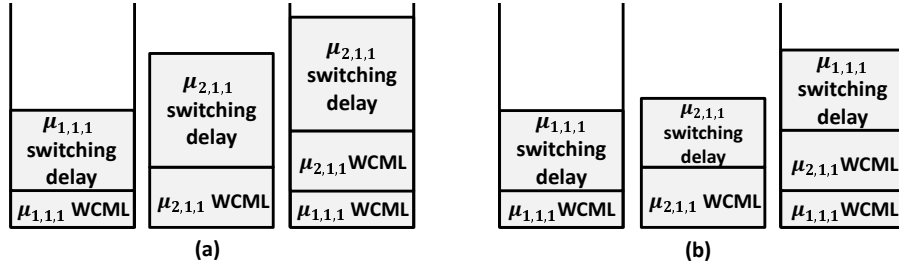 μ1,1,1
switching
delay
μ1,1,1 WCML
μ2,1,1
switching
delay
μ2,1,1 WCML
μ2,1,1
switching
delay
μ2,1,1 WCML
μ1,1,1 WCML
(a)
μ1,1,1
switching
delay
μ1,1,1 WCML
μ2,1,1
switching
delay
μ2,1,1 WCML
μ1,1,1
switching
delay
μ2,1,1 WCML
μ1,1,1 WCML
(b)